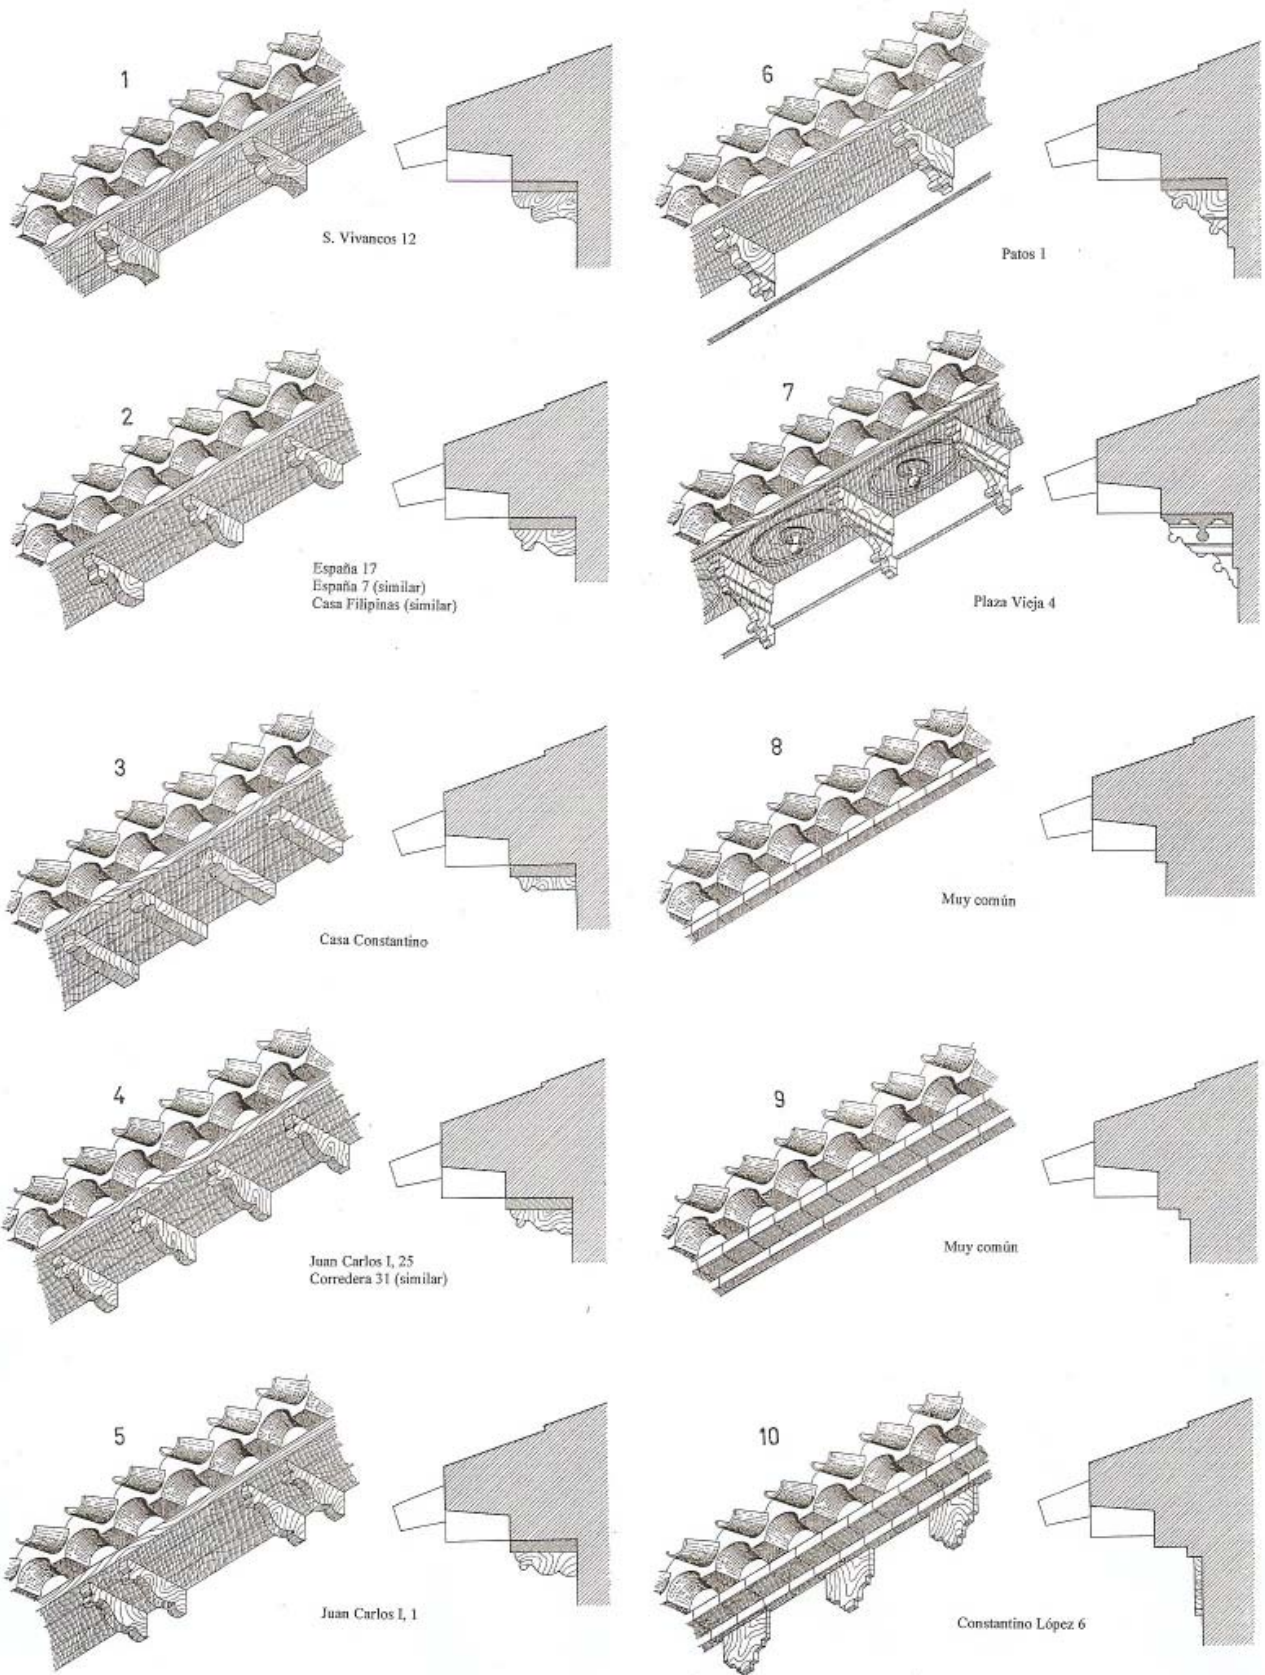 1
S. Vivancos 12
2
España 17
España 7 (similar)
Casa Filipinas (similar)
3
Casa Constantino
4
Juan Carlos I, 25
Corredera 31 (similar)
5
Juan Carlos I, 1
6
Patos 1
7
Plaza Vieja 4
8
Muy común
9
Muy común
10
Constantino López 6